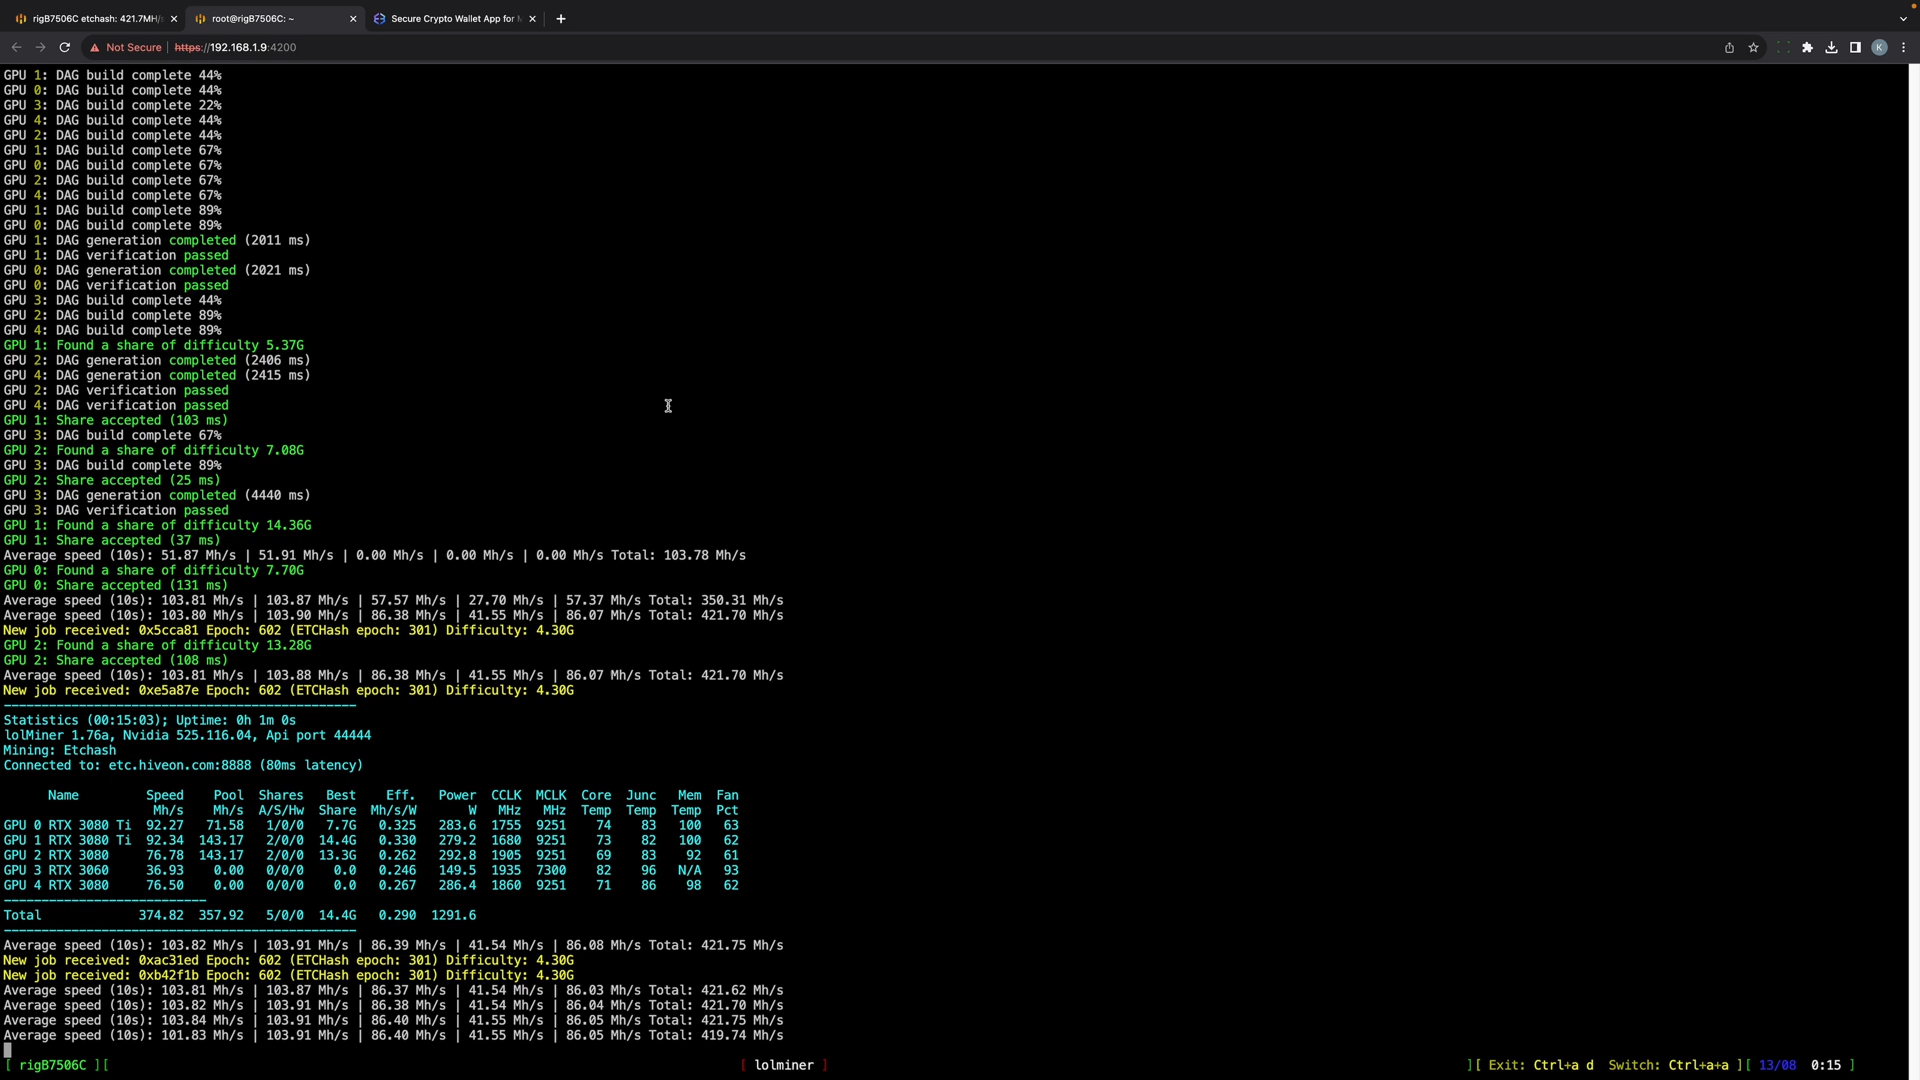 rigB7506C etchash: 421.7MH/s
root@rigB7506C: ~
Secure Crypto Wallet App for
Not Secure | https://192.168.1.9:4200
K
GPU 1: DAG build complete 44%
GPU 0: DAG build complete 44%
GPU 3: DAG build complete 22%
GPU 4: DAG build complete 44%
GPU 2: DAG build complete 44%
GPU 1: DAG build complete 67%
GPU 0: DAG build complete 67%
GPU 2: DAG build complete 67%
GPU 4: DAG build complete 67%
GPU 1: DAG build complete 89%
GPU 0: DAG build complete 89%
GPU 1: DAG generation completed (2011 ms)
GPU 1: DAG verification passed
GPU 0: DAG generation completed (2021 ms)
GPU 0: DAG verification passed
GPU 3: DAG build complete 44%
GPU 2: DAG build complete 89%
GPU 4: DAG build complete 89%
GPU 1: Found a share of difficulty 5.37G
GPU 2: DAG generation completed (2406 ms)
GPU 4: DAG generation completed (2415 ms)
GPU 2: DAG verification passed
GPU 4: DAG verification passed
GPU 1: Share accepted (103 ms)
GPU 3: DAG build complete 67%
GPU 2: Found a share of difficulty 7.08G
GPU 3: DAG build complete 89%
GPU 2: Share accepted (25 ms)
GPU 3: DAG generation completed (4440 ms)
GPU 3: DAG verification passed
GPU 1: Found a share of difficulty 14.36G
GPU 1: Share accepted (37 ms)
Average speed (10s): 51.87 Mh/s | 51.91 Mh/s | 0.00 Mh/s | 0.00 Mh/s | 0.00 Mh/s Total: 103.78 Mh/s
GPU 0: Found a share of difficulty 7.70G
GPU 0: Share accepted (131 ms)
Average speed (10s): 103.81 Mh/s | 103.87 Mh/s | 57.57 Mh/s | 27.70 Mh/s | 57.37 Mh/s Total: 350.31 Mh/s
Average speed (10s): 103.80 Mh/s | 103.90 Mh/s | 86.38 Mh/s | 41.55 Mh/s | 86.07 Mh/s Total: 421.70 Mh/s
New job received: 0x5cca81 Epoch: 602 (ETCHash epoch: 301) Difficulty: 4.30G
GPU 2: Found a share of difficulty 13.28G
GPU 2: Share accepted (108 ms)
Average speed (10s): 103.81 Mh/s | 103.88 Mh/s | 86.38 Mh/s | 41.55 Mh/s | 86.07 Mh/s Total: 421.70 Mh/s
New job received: 0xe5a87e Epoch: 602 (ETCHash epoch: 301) Difficulty: 4.30G
-----------------------------------------------
Statistics (00:15:03); Uptime: 0h 1m 0s
lolMiner 1.76a, Nvidia 525.116.04, Api port 44444
Mining: Etchash
Connected to: etc.hiveon.com:8888 (80ms latency)
Name Speed Pool Shares Best Eff. Power CCLK MCLK Core Junc Mem Fan
Mh/s Mh/s A/S/Hw Share Mh/s/W W MHz MHz Temp Temp Temp Pct
GPU 0 RTX 3080 Ti 92.27 71.58 1/0/0 7.7G 0.325 283.6 1755 9251 74 83 100 63
GPU 1 RTX 3080 Ti 92.34 143.17 2/0/0 14.4G 0.330 279.2 1680 9251 73 82 100 62
GPU 2 RTX 3080 76.78 143.17 2/0/0 13.3G 0.262 292.8 1905 9251 69 83 92 61
GPU 3 RTX 3060 36.93 0.00 0/0/0 0.0 0.246 149.5 1935 7300 82 96 N/A 93
GPU 4 RTX 3080 76.50 0.00 0/0/0 0.0 0.267 286.4 1860 9251 71 86 98 62
---------------------------
Total 374.82 357.92 5/0/0 14.4G 0.290 1291.6
-----------------------------------------------
Average speed (10s): 103.82 Mh/s | 103.91 Mh/s | 86.39 Mh/s | 41.54 Mh/s | 86.08 Mh/s Total: 421.75 Mh/s
New job received: 0xac31ed Epoch: 602 (ETCHash epoch: 301) Difficulty: 4.30G
New job received: 0xb42f1b Epoch: 602 (ETCHash epoch: 301) Difficulty: 4.30G
Average speed (10s): 103.81 Mh/s | 103.87 Mh/s | 86.37 Mh/s | 41.54 Mh/s | 86.03 Mh/s Total: 421.62 Mh/s
Average speed (10s): 103.82 Mh/s | 103.91 Mh/s | 86.38 Mh/s | 41.54 Mh/s | 86.04 Mh/s Total: 421.70 Mh/s
Average speed (10s): 103.84 Mh/s | 103.91 Mh/s | 86.40 Mh/s | 41.55 Mh/s | 86.05 Mh/s Total: 421.75 Mh/s
Average speed (10s): 101.83 Mh/s | 103.91 Mh/s | 86.40 Mh/s | 41.55 Mh/s | 86.05 Mh/s Total: 419.74 Mh/s
[ rigB7506C ][ [ lolminer ] ][ Exit: Ctrl+a d Switch: Ctrl+a+a ][ 13/08 0:15 ]